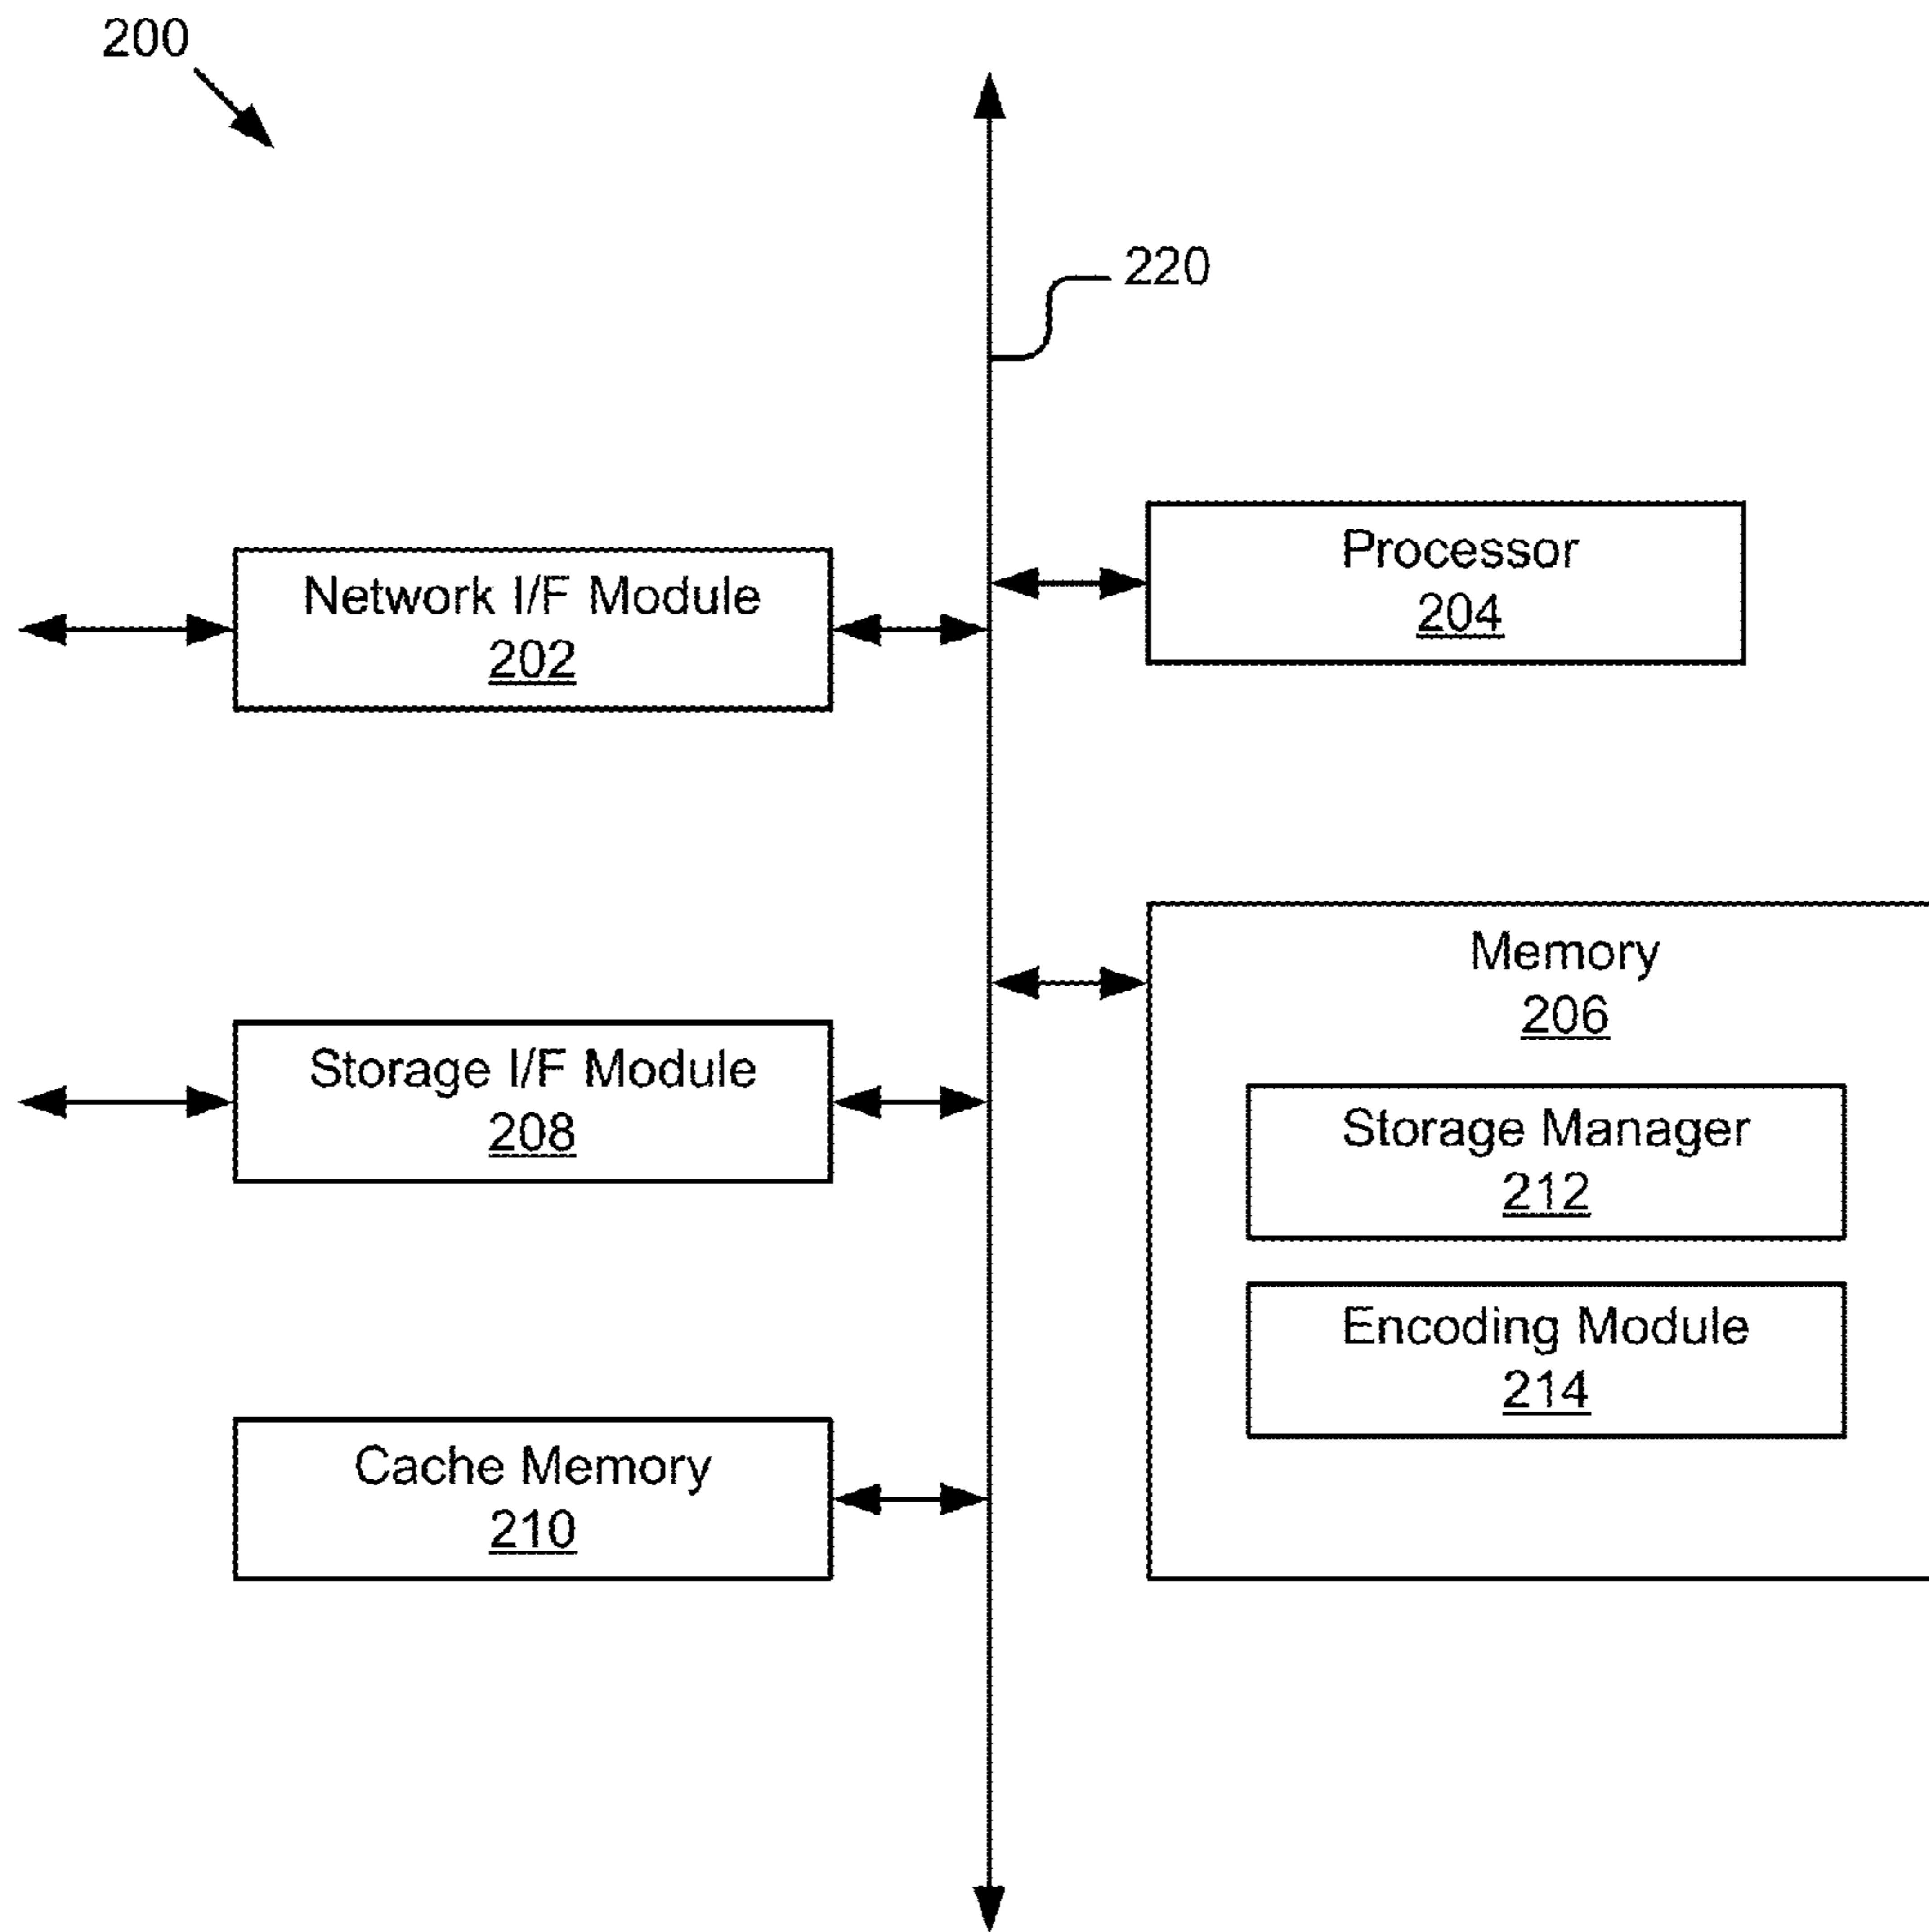 200
220
Processor
204
Network I/F Module
202
Memory
206
Storage I/F Module
208
Storage Manager
212
Encoding Module
214
Cache Memory
210